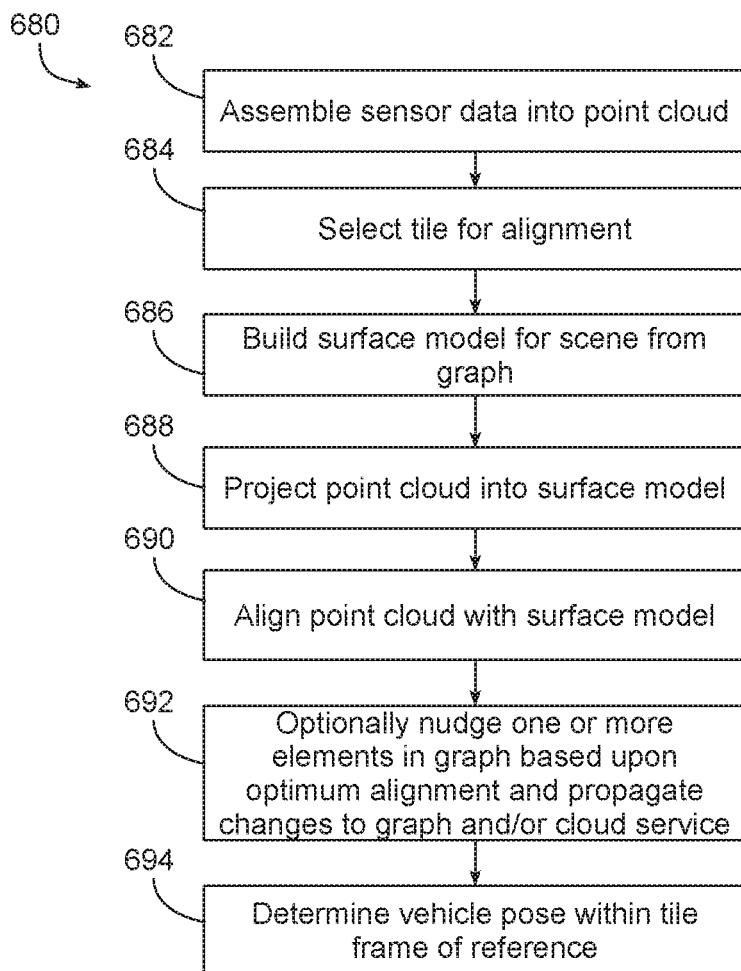 680
682
Assemble sensor data into point cloud
684
Select tile for alignment
686
Build surface model for scene from
graph
688
Project point cloud into surface model
690
Align point cloud with surface model
692
Optionally nudge one or more
elements in graph based upon
optimum alignment and propagate
changes to graph and/or cloud service
694
Determine vehicle pose within tile
frame of reference